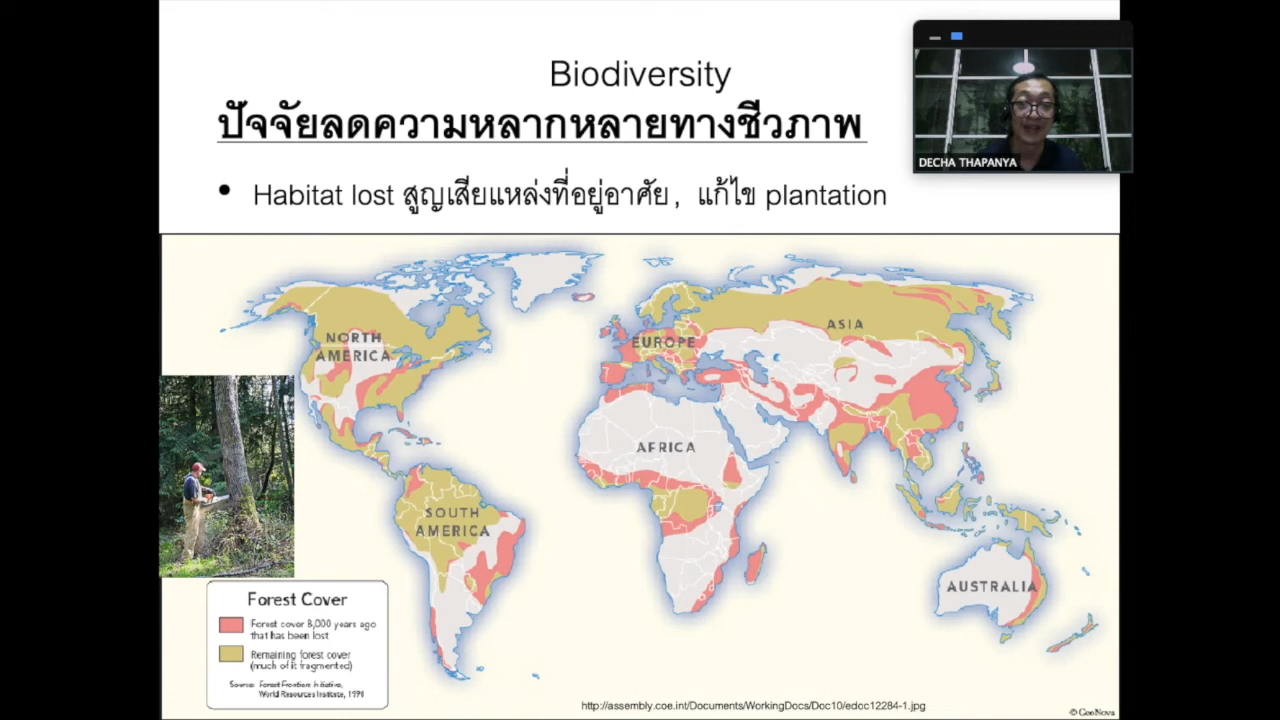 Biodiversity
ปัจจัยลดความหลากหลายทางชีวภาพ
• Habitat lost สูญเสียแหล่งที่อยู่อาศัย, แก้ไข plantation
DECHA THAPANYA
NORTH
AMERICA
EUROPE
ASIA
AFRICA
SOUTH
AMERICA
AUSTRALIA
Forest Cover
Forest cover 8,000 years ago
that has been lost
Remaining forest cover
(much of it fragmented)
Source: Forest Frontiers Initiative,
World Resources Institute,
http://assembly.coe.int/Documents/WorkingDocs/Doc10/edoc12284-1.jpg
© GeoNova